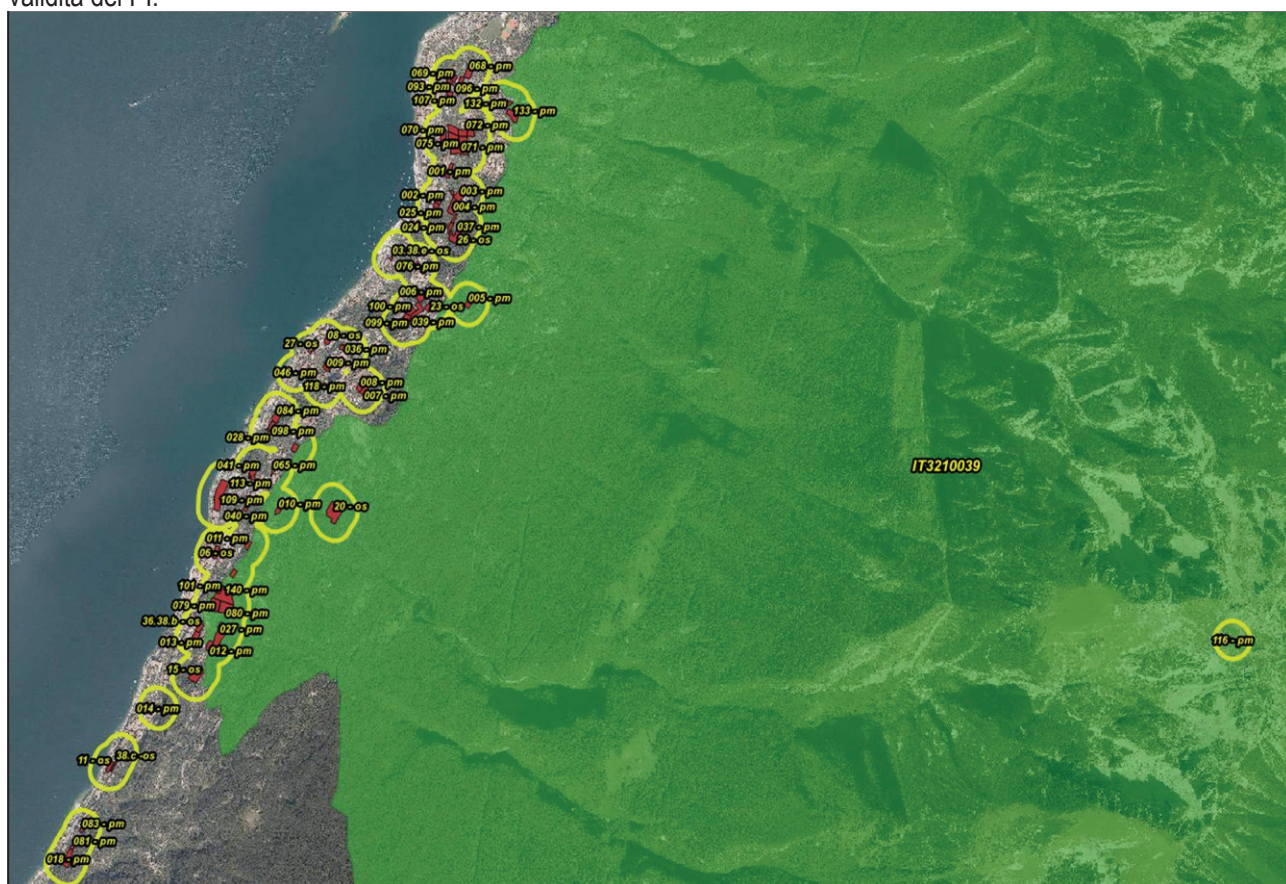 validità del PI.
069 - pm
068 - pm
093 - pm
096 - pm
107 - pm
132 - pm
133 - pm
070 - pm
072 - pm
075 - pm
071 - pm
001 - pm
002 - pm
003 - pm
025 - pm
004 - pm
024 - pm
037 - pm
26 - os
03.38.e - os
076 - pm
006 - pm
005 - pm
100 - pm
23 - os
099 - pm
039 - pm
08 - os
27 - os
036 - pm
009 - pm
046 - pm
118 - pm
008 - pm
007 - pm
084 - pm
028 - pm
098 - pm
041 - pm
065 - pm
113 - pm
IT3210039
109 - pm
010 - pm
20 - os
040 - pm
011 - pm
06 - os
101 - pm
140 - pm
079 - pm
080 - pm
36.38.b - os
027 - pm
013 - pm
012 - pm
116 - pm
15 - os
014 - pm
11 - os
38.c -os
083 - pm
081 - pm
018 - pm